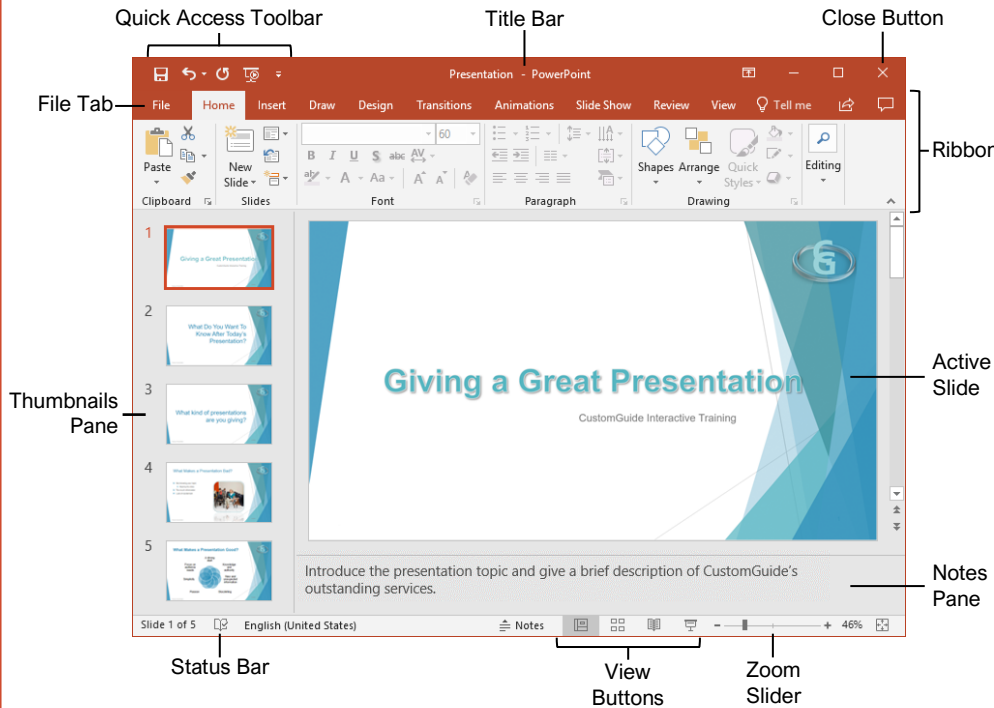 Quick Access Toolbar
Title Bar
Close Button
Presentation - PowerPoint
File Tab
File Home Insert Draw Design Transitions Animations Slide Show Review View Tell me
Ribbon
Paste
New
Slide
60
B I U S abc AV
aby A Aa A A
Shapes Arrange Quick
Styles
Editing
Clipboard Slides Font Paragraph Drawing
1
Giving a Great Presentation
2
What Do You Want To
Know After Today's
Presentation?
3
What kind of presentations
are you giving?
4
What Makes a Presentation Bad?
5
What Makes a Presentation Good?
Thumbnails
Pane
CG
Giving a Great Presentation
CustomGuide Interactive Training
Active
Slide
Introduce the presentation topic and give a brief description of CustomGuide's
outstanding services.
Notes
Pane
Slide 1 of 5 English (United States) Notes - + 46%
Status Bar
View
Buttons
Zoom
Slider